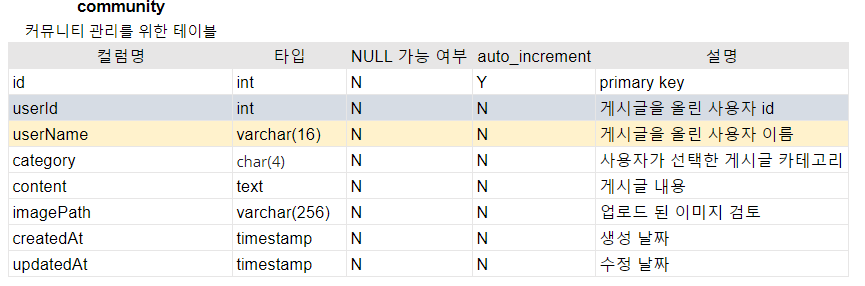 community
커뮤니티 관리를 위한 테이블
컬럼명 타입 NULL 가능 여부 auto_increment 설명
id int N Y primary key
userId int N N 게시글을 올린 사용자 id
userName varchar(16) N N 게시글을 올린 사용자 이름
category char(4) N N 사용자가 선택한 게시글 카테고리
content text N N 게시글 내용
imagePath varchar(256) N N 업로드 된 이미지 검토
createdAt timestamp N N 생성 날짜
updatedAt timestamp N N 수정 날짜